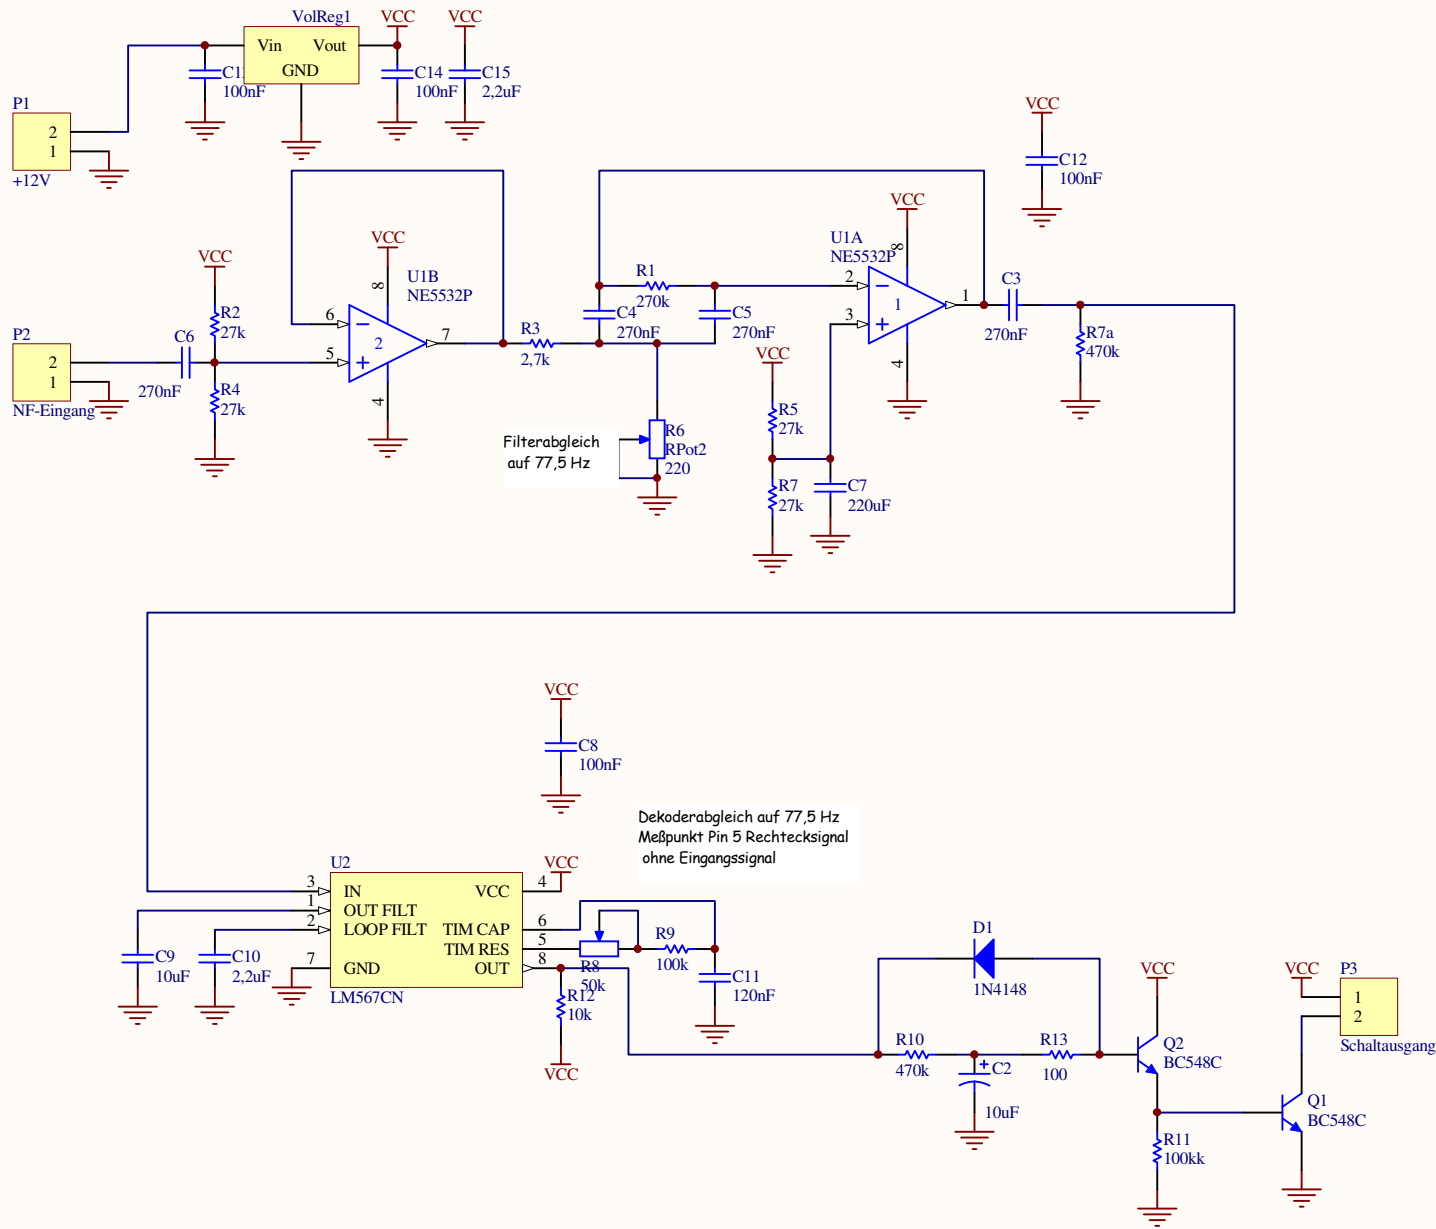 VolReg1
VCC
VCC
Vin
Vout
GND
C14
100nF
C15
2,2uF
100nF
P1
2
1
+12V
VCC
C12
100nF
VCC
R2
27k
P2
2
1
NF-Eingang
C6
270nF
R4
27k
VCC
U1B
NE5532P
8
6
5
2
7
4
R3
2,7k
R1
270k
C4
270nF
C5
270nF
Filterabgleich
auf 77,5 Hz
R6
RPot2
220
VCC
U1A
NE5532P
8
2
3
1
1
4
VCC
R5
27k
R7
27k
C7
220uF
C3
270nF
R7a
470k
VCC
C8
100nF
Dekoderabgleich auf 77,5 Hz
Meßpunkt Pin 5 Rechtecksignal
ohne Eingangssignal
U2
3
IN
1
OUT FILT
2
LOOP FILT
7
GND
VCC
4
TIM CAP
6
TIM RES
5
OUT
8
LM567CN
VCC
C9
10uF
C10
2,2uF
R8
50k
R9
100k
C11
120nF
R12
10k
VCC
D1
1N4148
R10
470k
R13
100
C2
+
10uF
VCC
Q2
BC548C
R11
100kk
Q1
BC548C
VCC
P3
1
2
Schaltausgang